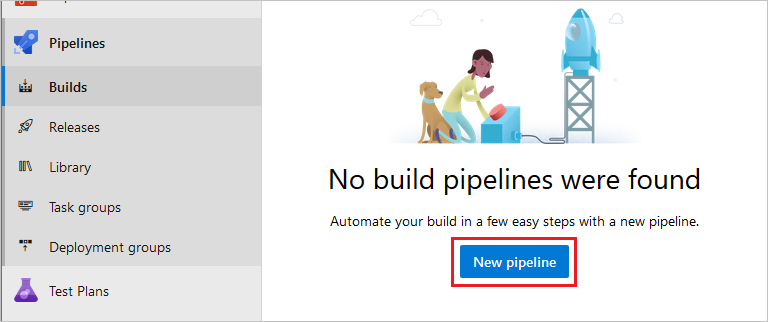 Pipelines
Builds
Releases
Library
Task groups
Deployment groups
Test Plans
No build pipelines were found
Automate your build in a few easy steps with a new pipeline.
New pipeline